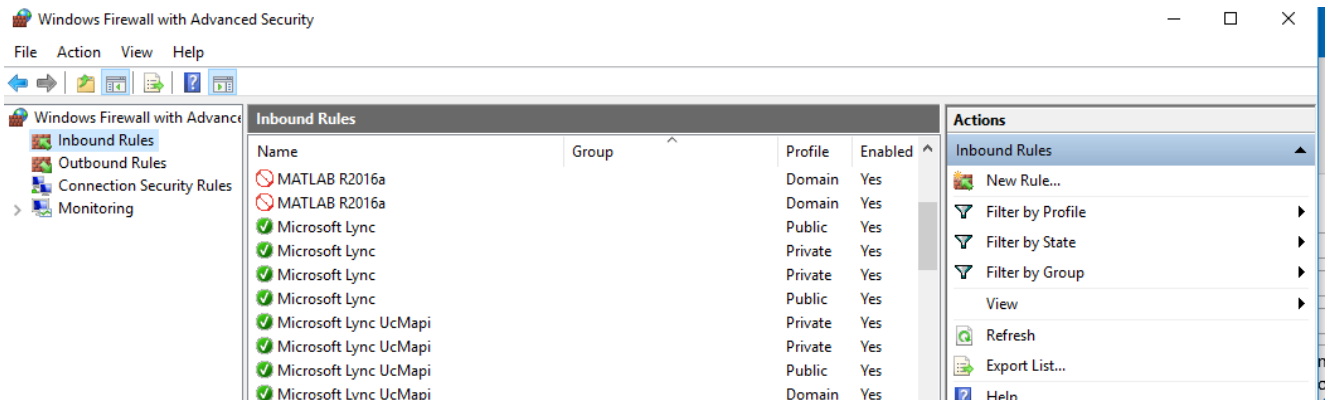 Windows Firewall with Advanced Security
File Action View Help
Windows Firewall with Advance
Inbound Rules
Outbound Rules
Connection Security Rules
Monitoring
Inbound Rules
Name Group Profile Enabled
MATLAB R2016a Domain Yes
MATLAB R2016a Domain Yes
Microsoft Lync Public Yes
Microsoft Lync Private Yes
Microsoft Lync Private Yes
Microsoft Lync Public Yes
Microsoft Lync UcMapi Private Yes
Microsoft Lync UcMapi Private Yes
Microsoft Lync UcMapi Public Yes
Microsoft Lync UcMapi Domain Yes
Actions
Inbound Rules
New Rule...
Filter by Profile
Filter by State
Filter by Group
View
Refresh
Export List...
Help